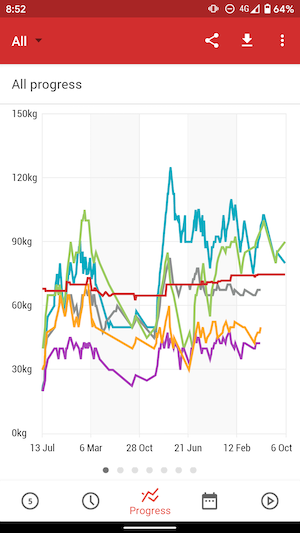 8:52
4G 64%
All
All progress
150kg
120kg
90kg
60kg
30kg
0kg
13 Jul 6 Mar 28 Oct 21 Jun 12 Feb 6 Oct
5
Progress